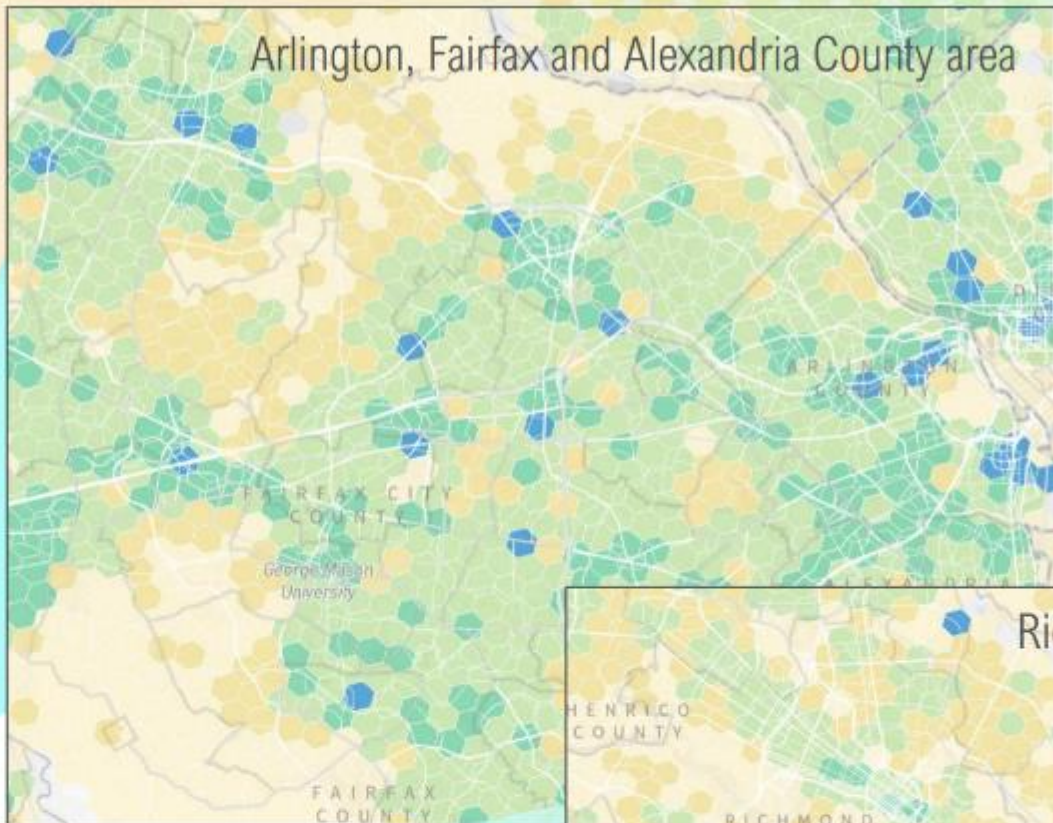 Arlington, Fairfax and Alexandria County area
ARLINGTON
COUNTY
FAIRFAX CITY
COUNTY
George Mason
University
ALEXANDRIA
Ri
HENRICO
COUNTY
FAIRFAX
COUNTY
RICHMOND